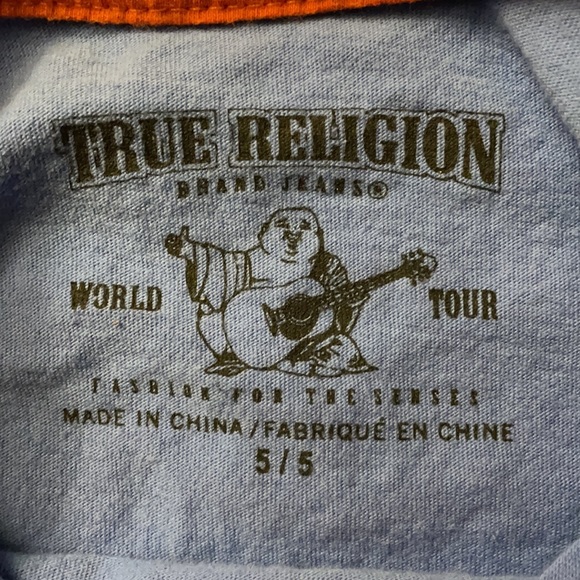 TRUE RELIGION
BRAND JEANS®
WORLD TOUR
FASHION FOR THE SENSES
MADE IN CHINA/FABRIQUÉ EN CHINE
5/5